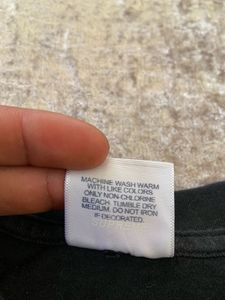 MACHINE WASH WARM
WITH LIKE COLORS
ONLY NON-CHLORINE
BLEACH. TUMBLE DRY
MEDIUM. DO NOT IRON
IF DECORATED.